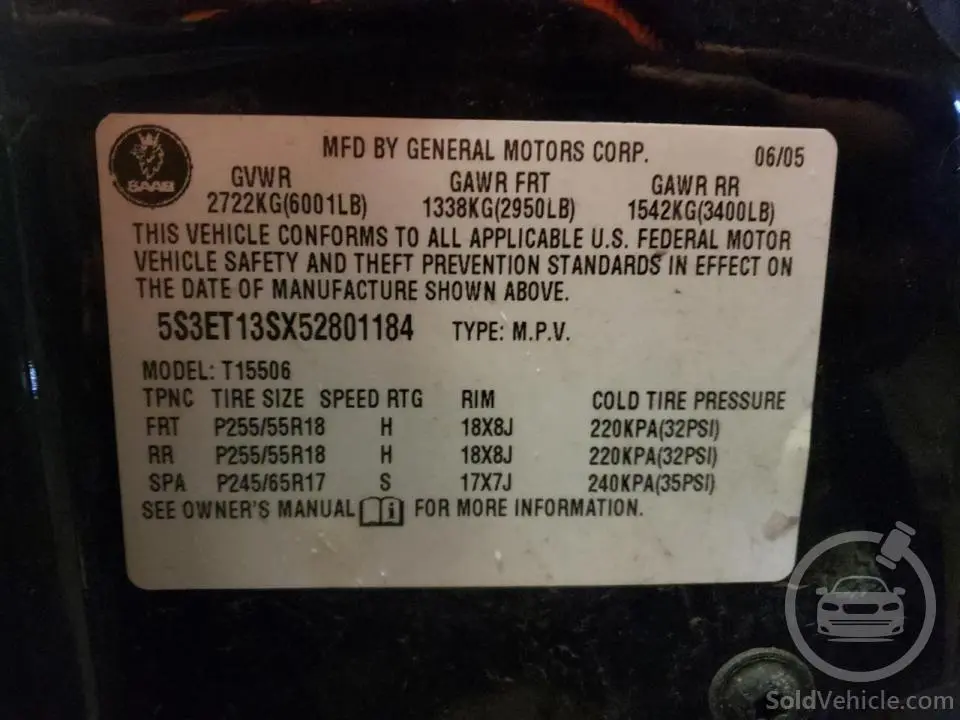 SAAB
MFD BY GENERAL MOTORS CORP. 06/05
GVWR GAWR FRT GAWR RR
2722KG(6001LB) 1338KG(2950LB) 1542KG(3400LB)
THIS VEHICLE CONFORMS TO ALL APPLICABLE U.S. FEDERAL MOTOR
VEHICLE SAFETY AND THEFT PREVENTION STANDARDS IN EFFECT ON
THE DATE OF MANUFACTURE SHOWN ABOVE.
5S3ET13SX52801184 TYPE: M.P.V.
MODEL: T15506
TPNC TIRE SIZE SPEED RTG RIM COLD TIRE PRESSURE
FRT P255/55R18 H 18X8J 220KPA(32PSI)
RR P255/55R18 H 18X8J 220KPA(32PSI)
SPA P245/65R17 S 17X7J 240KPA(35PSI)
SEE OWNER'S MANUAL i FOR MORE INFORMATION.
SoldVehicle.com